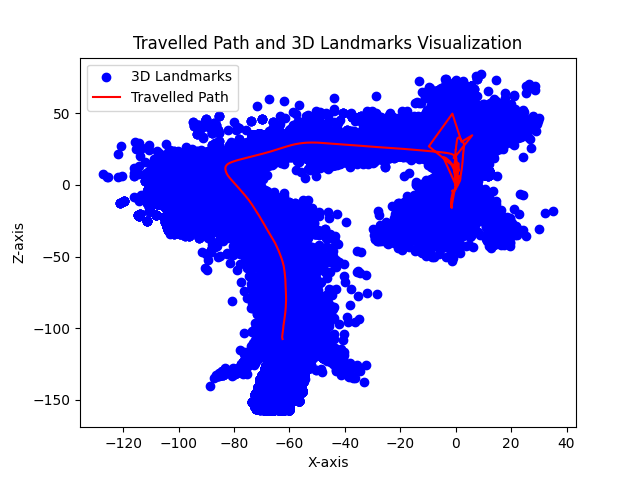 Travelled Path and 3D Landmarks Visualization
3D Landmarks
Travelled Path
50
0
−50
−100
−150
Z-axis
−120 −100 −80 −60 −40 −20 0 20 40
X-axis